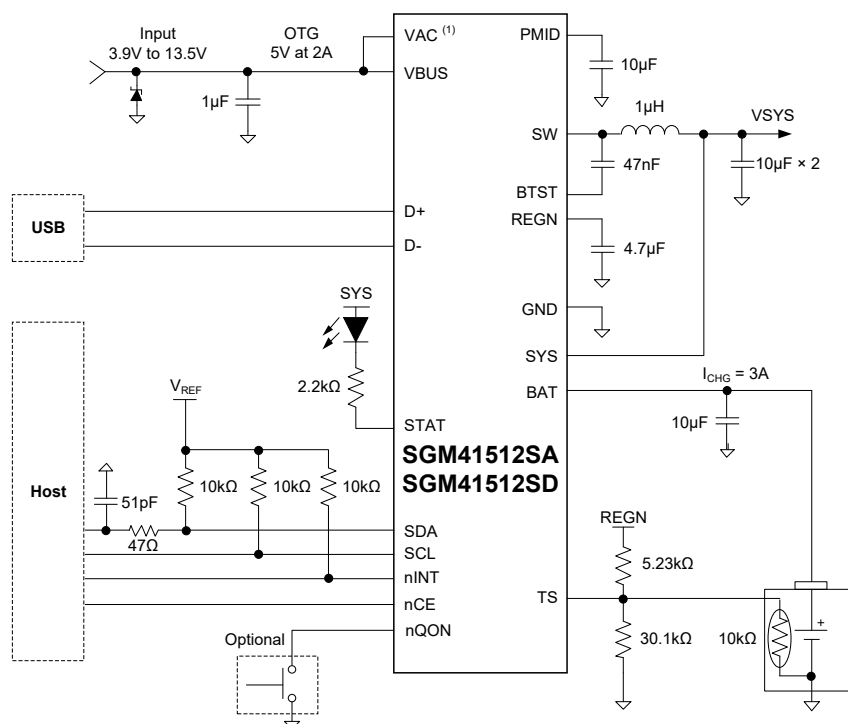 Input
3.9V to 13.5V
OTG
5V at 2A
1μF
VAC (1)
VBUS
PMID
10μF
1μH
VSYS
SW
47nF
10μF × 2
BTST
REGN
4.7μF
USB
D+
D-
GND
SYS
SYS
BAT
ICHG = 3A
10μF
2.2kΩ
VREF
STAT
SGM41512SA
SGM41512SD
10kΩ
10kΩ
10kΩ
51pF
Host
47Ω
SDA
SCL
nINT
nCE
nQON
Optional
REGN
5.23kΩ
TS
30.1kΩ
10kΩ
+